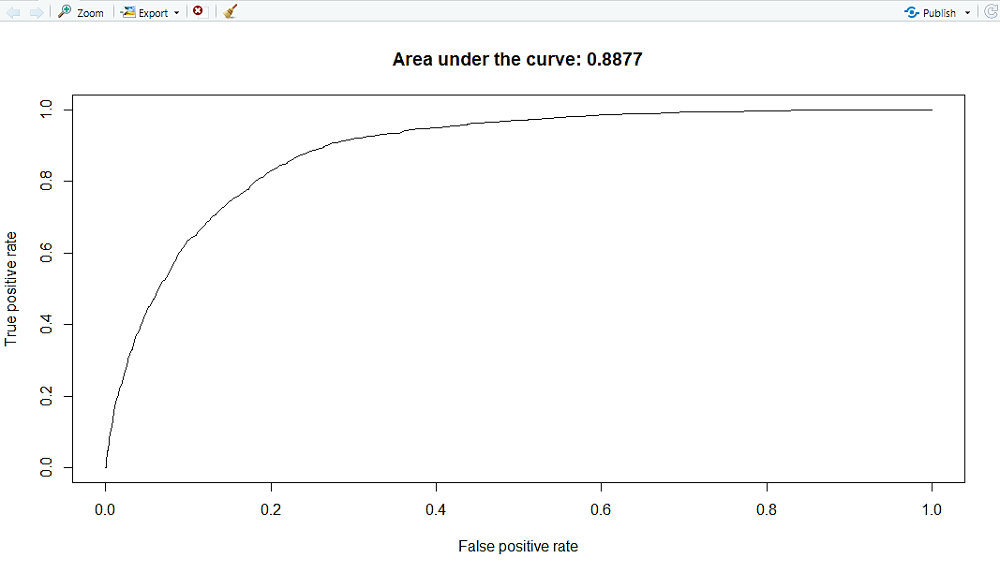 Zoom Export Publish
Area under the curve: 0.8877
True positive rate
1.0
0.8
0.6
0.4
0.2
0.0
0.0 0.2 0.4 0.6 0.8 1.0
False positive rate